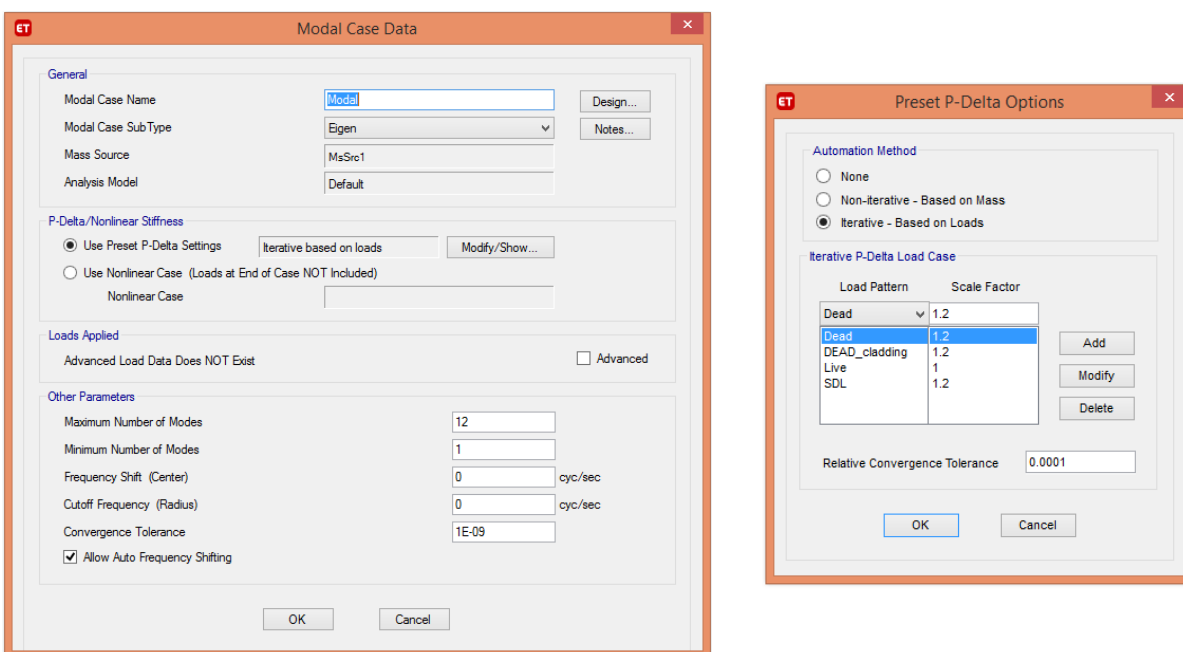 ET Modal Case Data
General
Modal Case Name Modal Design...
Modal Case SubType Eigen Notes...
Mass Source MsSrc1
Analysis Model Default
P-Delta/Nonlinear Stiffness
Use Preset P-Delta Settings Iterative based on loads Modify/Show...
Use Nonlinear Case (Loads at End of Case NOT Included)
Nonlinear Case
Loads Applied
Advanced Load Data Does NOT Exist Advanced
Other Parameters
Maximum Number of Modes 12
Minimum Number of Modes 1
Frequency Shift (Center) 0 cyc/sec
Cutoff Frequency (Radius) 0 cyc/sec
Convergence Tolerance 1E-09
Allow Auto Frequency Shifting
OK Cancel
ET Preset P-Delta Options
Automation Method
None
Non-iterative - Based on Mass
Iterative - Based on Loads
Iterative P-Delta Load Case
Load Pattern Scale Factor
Dead 1.2
Dead 1.2 Add
DEAD_cladding 1.2
Live 1 Modify
SDL 1.2
Delete
Relative Convergence Tolerance 0.0001
OK Cancel